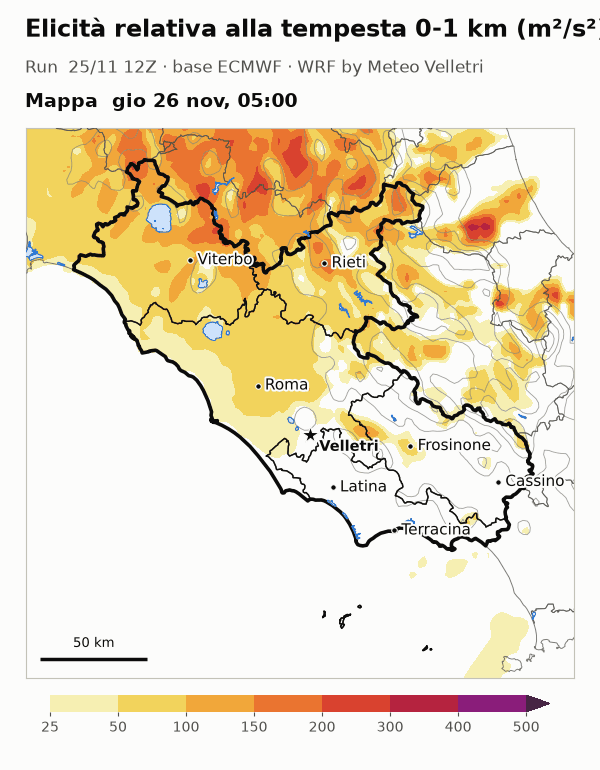 Elicità relativa alla tempesta 0-1 km (m²/s²)
Run  25/11 12Z · base ECMWF · WRF by Meteo Velletri
Mappa  gio 26 nov, 05:00
Viterbo
Rieti
Roma
Velletri
Frosinone
Latina
Cassino
Terracina
50 km
25 50 100 150 200 300 400 500